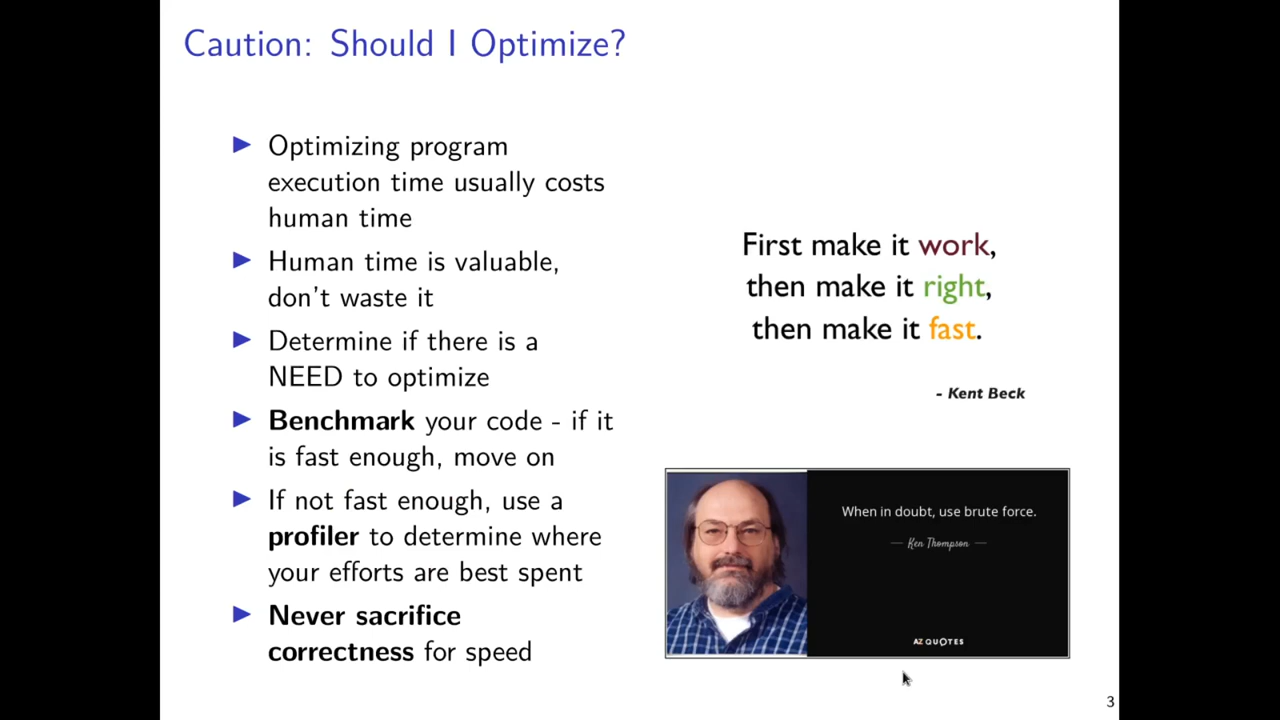 Caution: Should I Optimize?
▶ Optimizing program
execution time usually costs
human time
▶ Human time is valuable,
don't waste it
▶ Determine if there is a
NEED to optimize
▶ Benchmark your code - if it
is fast enough, move on
▶ If not fast enough, use a
profiler to determine where
your efforts are best spent
▶ Never sacrifice
correctness for speed
First make it work,
then make it right,
then make it fast.
- Kent Beck
When in doubt, use brute force.
— Ken Thompson —
AZ QUOTES
3